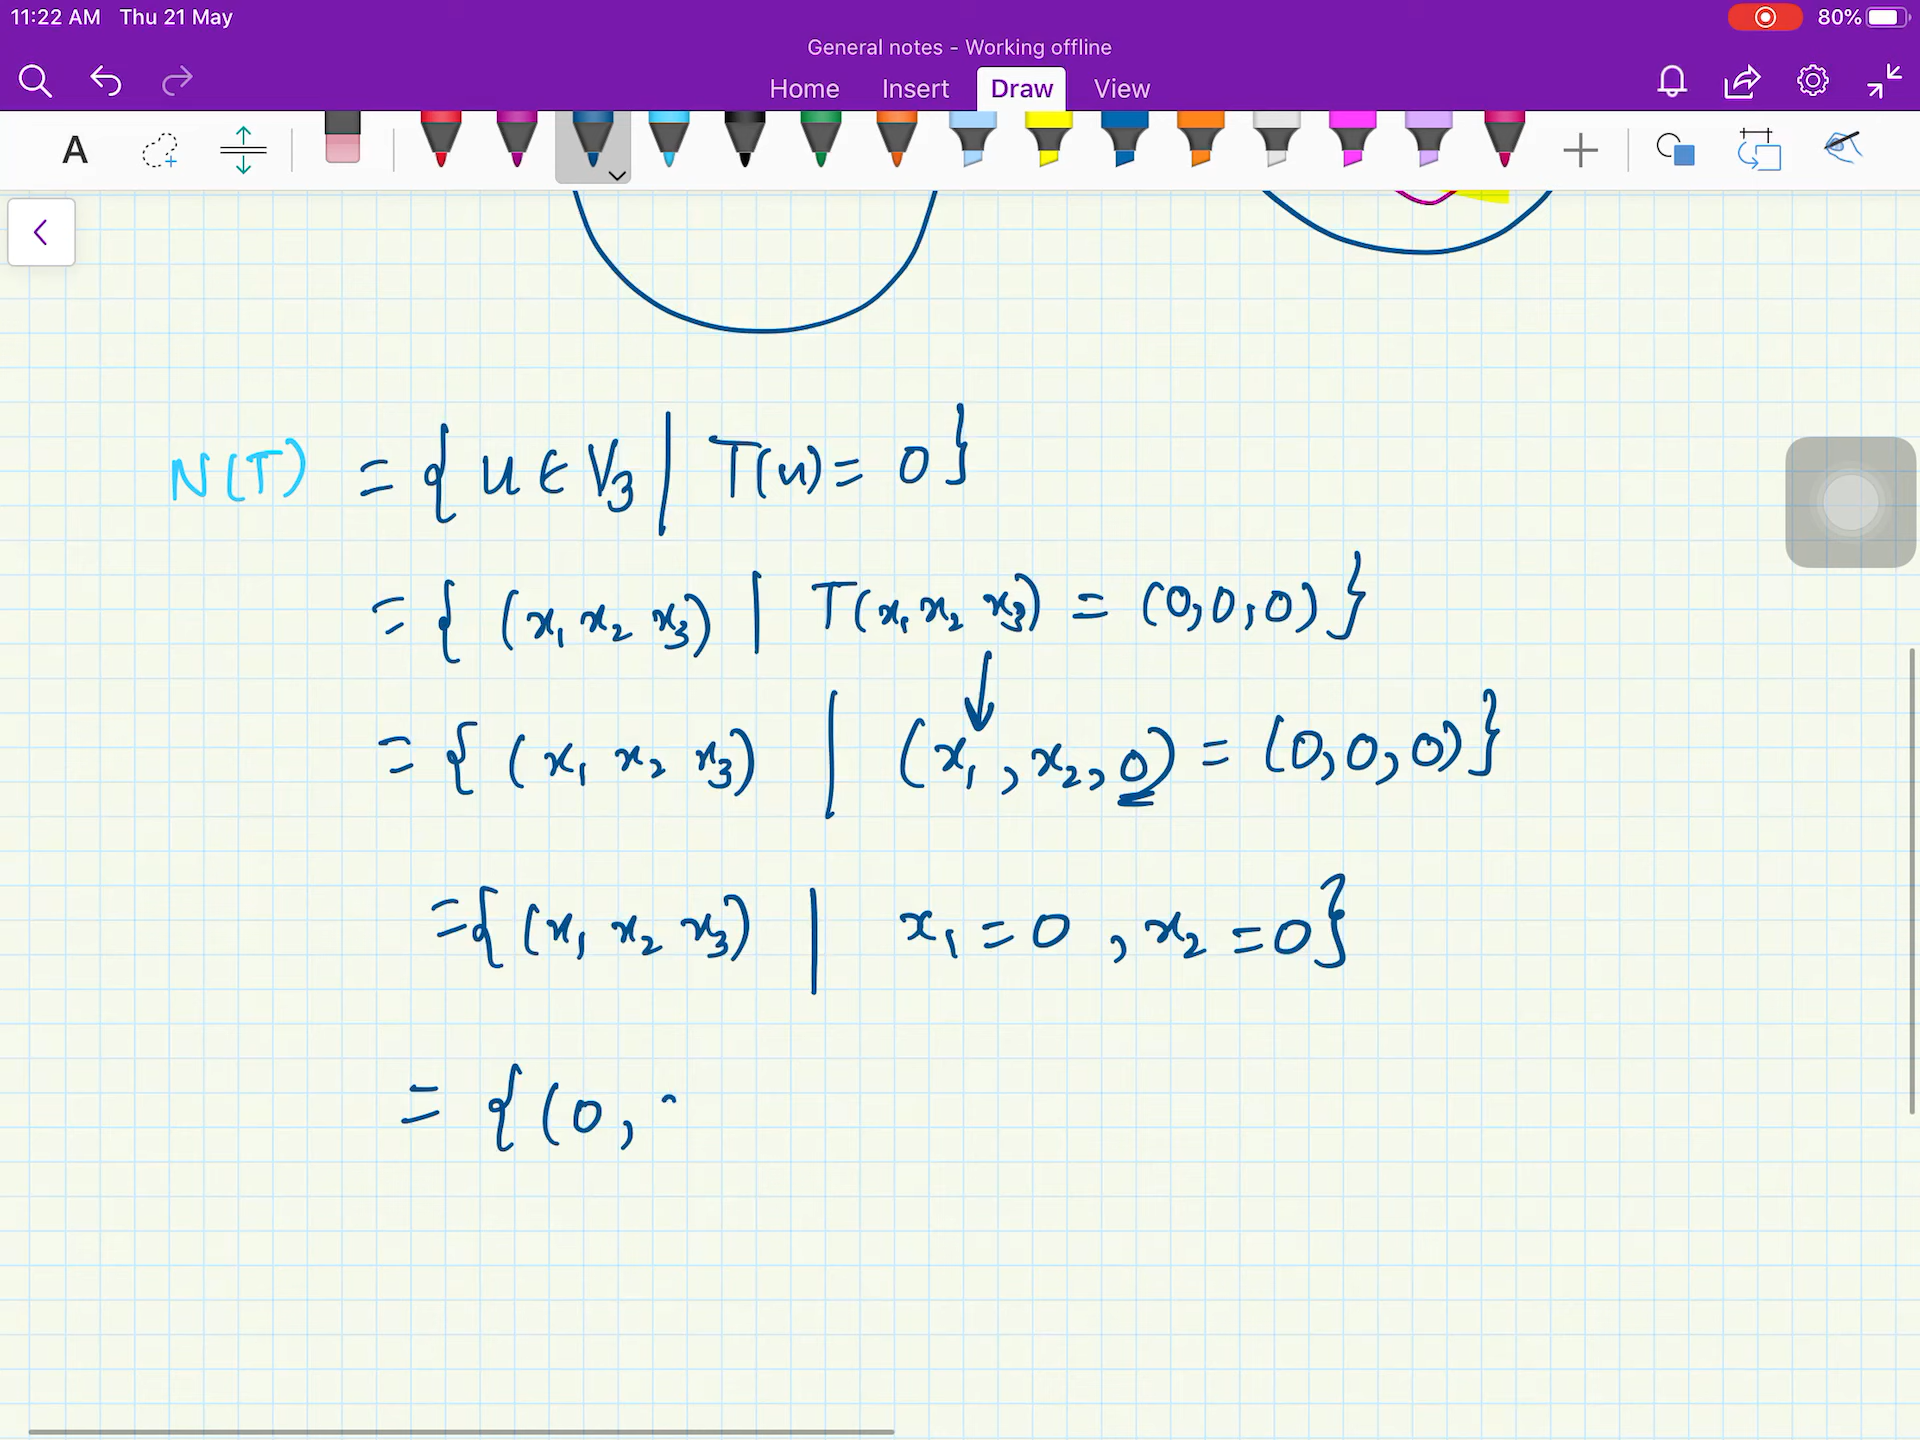 11:22 AM Thu 21 May 80%
General notes - Working offline
Home Insert Draw View
A
N(T) = { u ∈ V₃ | T(u) = 0 }
= { (x₁ x₂ x₃) | T(x₁ x₂ x₃) = (0,0,0) }
= { (x₁ x₂ x₃) | (x₁, x₂, 0) = (0,0,0) }
= { (x₁ x₂ x₃) | x₁ = 0, x₂ = 0 }
= { (0,